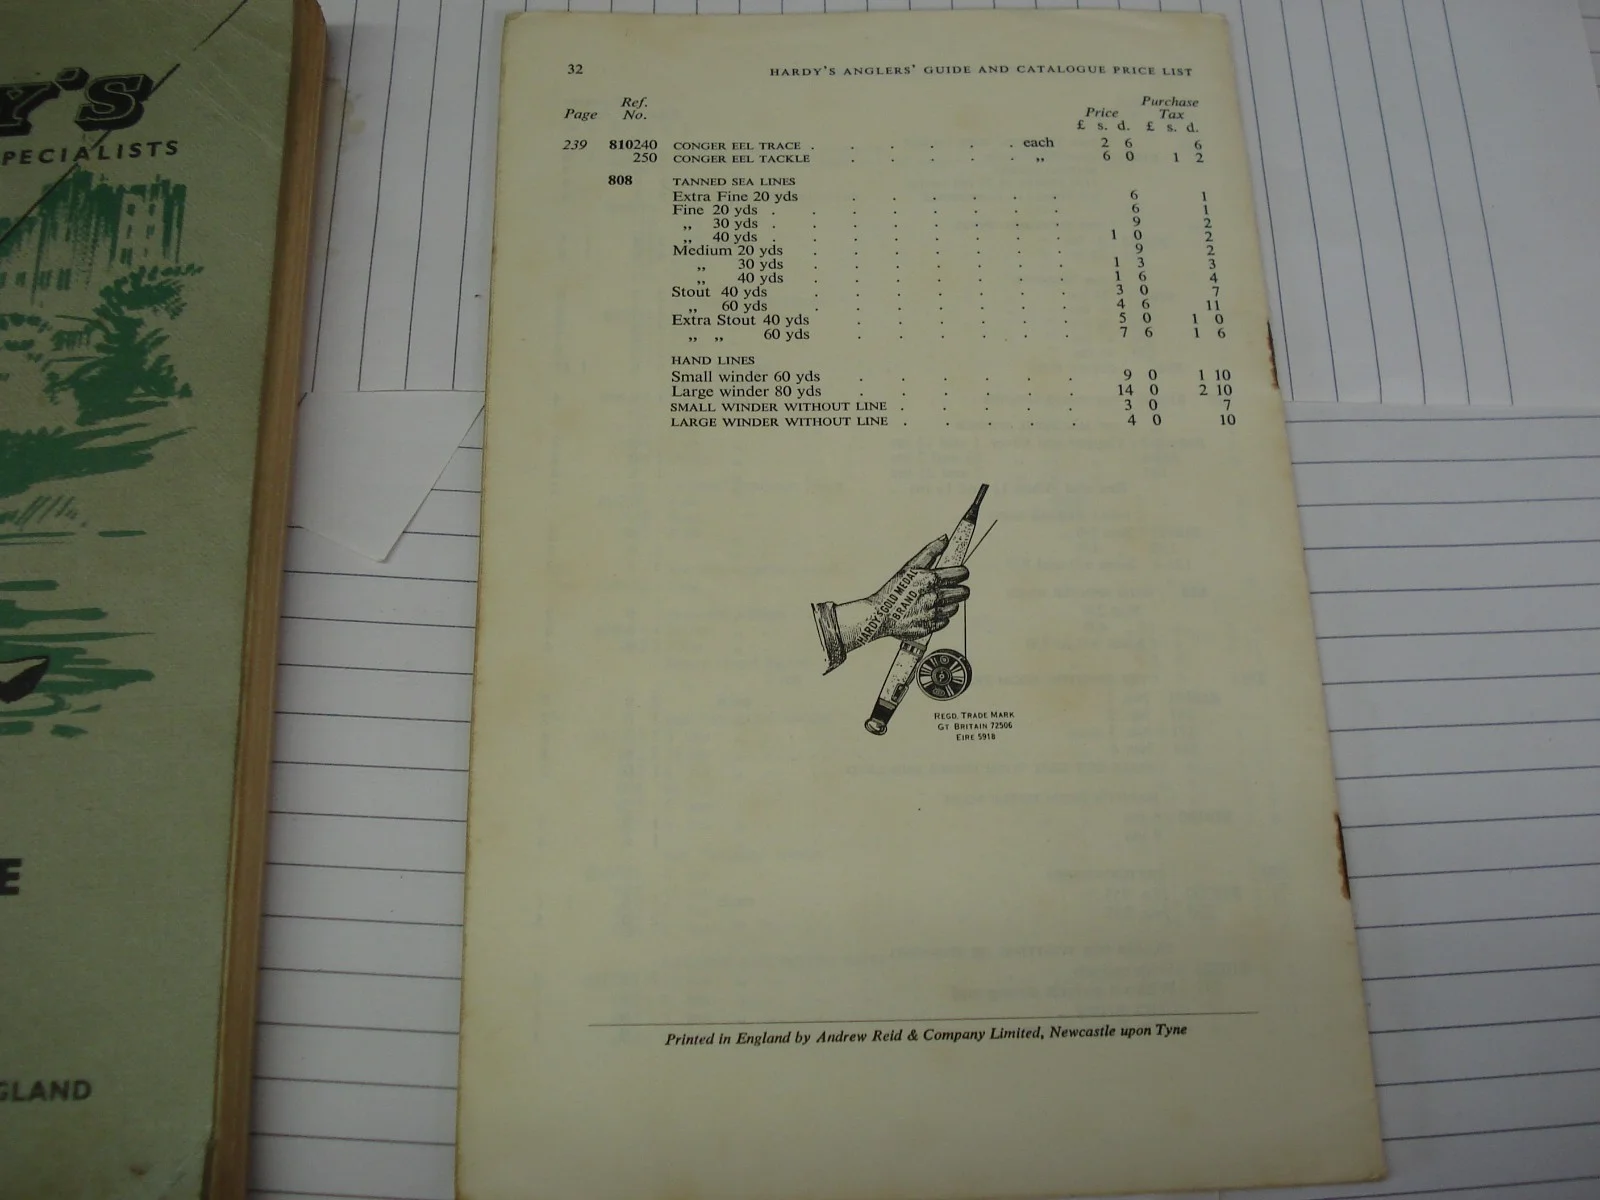 Y'S
PECIALISTS
E
GLAND
32 HARDY'S ANGLERS' GUIDE AND CATALOGUE PRICE LIST
Page Ref. No. Price Purchase Tax
£ s. d. £ s. d.
239 810240 CONGER EEL TRACE . . . . . . each 2 6 6
250 CONGER EEL TACKLE . . . . . ,, 6 0 1 2
808 TANNED SEA LINES
Extra Fine 20 yds . . . . . . 6 1
Fine 20 yds . . . . . . . . 6 1
,, 30 yds . . . . . . . . 9 2
,, 40 yds . . . . . . . . 1 0 2
Medium 20 yds . . . . . . . 9 2
,, 30 yds . . . . . . . 1 3 3
,, 40 yds . . . . . . . 1 6 4
Stout 40 yds . . . . . . . 3 0 7
,, 60 yds . . . . . . . 4 6 11
Extra Stout 40 yds . . . . . . 5 0 1 0
,, ,, 60 yds . . . . . . 7 6 1 6
HAND LINES
Small winder 60 yds . . . . . . 9 0 1 10
Large winder 80 yds . . . . . . 14 0 2 10
SMALL WINDER WITHOUT LINE . . . . . 3 0 7
LARGE WINDER WITHOUT LINE . . . . . 4 0 10
HARDY'S GOLD MEDAL
BRAND
REGD. TRADE MARK
GT BRITAIN 72506
EIRE 5918
Printed in England by Andrew Reid & Company Limited, Newcastle upon Tyne